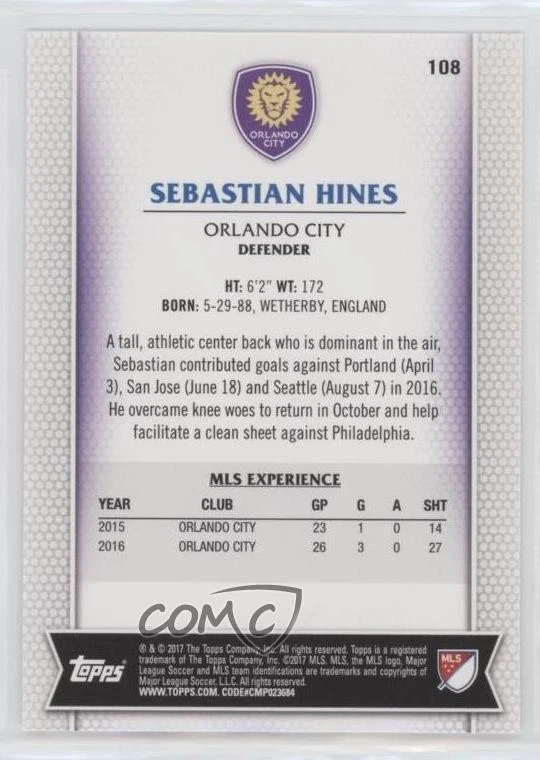 108
ORLANDO
CITY
SEBASTIAN HINES
ORLANDO CITY
DEFENDER
HT: 6'2" WT: 172
BORN: 5-29-88, WETHERBY, ENGLAND
A tall, athletic center back who is dominant in the air,
Sebastian contributed goals against Portland (April
3), San Jose (June 18) and Seattle (August 7) in 2016.
He overcame knee woes to return in October and help
facilitate a clean sheet against Philadelphia.
MLS EXPERIENCE
YEAR CLUB GP G A SHT
2015 ORLANDO CITY 23 1 0 14
2016 ORLANDO CITY 26 3 0 27
COMC
topps
® & © 2017 The Topps Company, Inc. All rights reserved. Topps is a registered
trademark of The Topps Company, Inc. ©2017 MLS. MLS, the MLS logo, Major
League Soccer and MLS team identifications are trademarks and copyrights of
Major League Soccer, L.L.C. All rights reserved.
WWW.TOPPS.COM. CODE#CMP023684
MLS